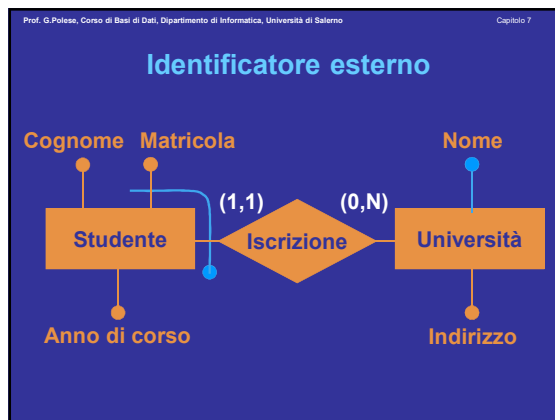 Prof. G.Polese, Corso di Basi di Dati, Dipartimento di Informatica, Università di Salerno
Capitolo 7
Identificatore esterno
Cognome Matricola
Nome
(1,1)
(0,N)
Studente
Iscrizione
Università
Anno di corso
Indirizzo